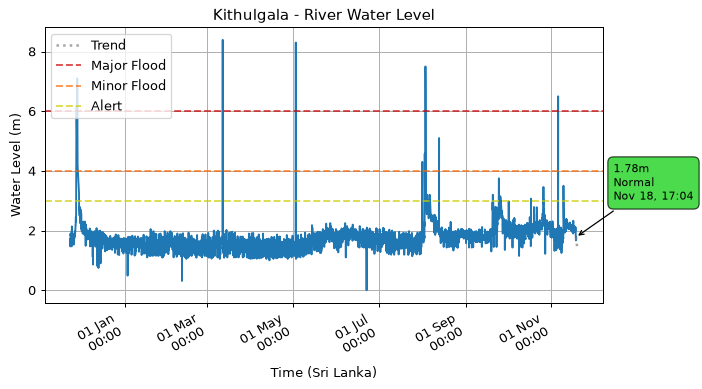 Kithulgala - River Water Level
Trend
Major Flood
Minor Flood
Alert
Water Level (m)
8
6
4
2
0
1.78m
Normal
Nov 18, 17:04
01 Jan
00:00
01 Mar
00:00
01 May
00:00
01 Jul
00:00
01 Sep
00:00
01 Nov
00:00
Time (Sri Lanka)